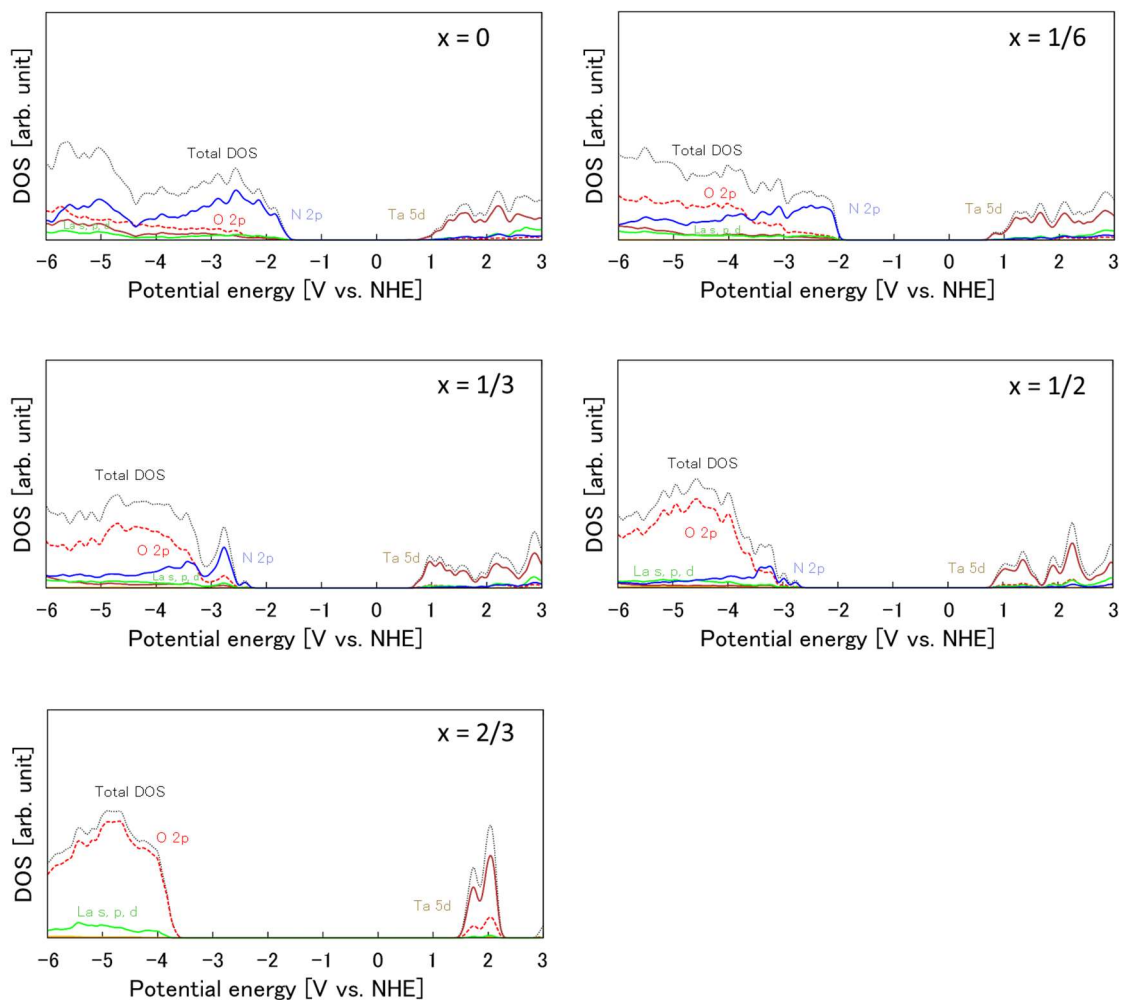 x = 0
DOS [arb. unit]
Total DOS
O 2p
La s, p, d
N 2p
Ta 5d
−6 −5 −4 −3 −2 −1 0 1 2 3
Potential energy [V vs. NHE]
x = 1/6
DOS [arb. unit]
Total DOS
O 2p
La s, p, d
N 2p
Ta 5d
−6 −5 −4 −3 −2 −1 0 1 2 3
Potential energy [V vs. NHE]
x = 1/3
DOS [arb. unit]
Total DOS
O 2p
La s, p, d
N 2p
Ta 5d
−6 −5 −4 −3 −2 −1 0 1 2 3
Potential energy [V vs. NHE]
x = 1/2
DOS [arb. unit]
Total DOS
O 2p
La s, p, d
N 2p
Ta 5d
−6 −5 −4 −3 −2 −1 0 1 2 3
Potential energy [V vs. NHE]
x = 2/3
DOS [arb. unit]
Total DOS
O 2p
La s, p, d
Ta 5d
−6 −5 −4 −3 −2 −1 0 1 2 3
Potential energy [V vs. NHE]